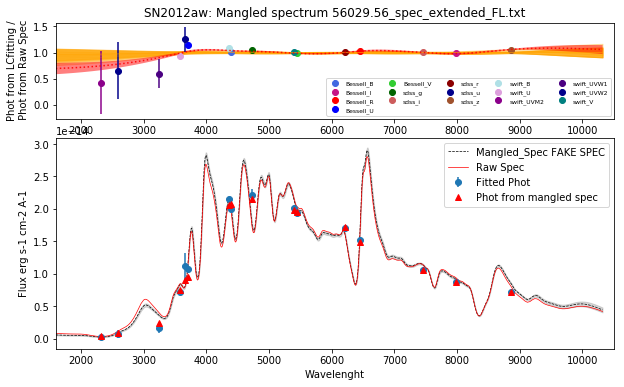 SN2012aw: Mangled spectrum 56029.56_spec_extended_FL.txt
Phot from LCfitting /
Phot from Raw Spec
1.5
1.0
0.5
0.0
Bessell_B
Bessell_I
Bessell_R
Bessell_U
Bessell_V
sdss_g
sdss_i
sdss_r
sdss_u
sdss_z
swift_B
swift_U
swift_UVM2
swift_UVW1
swift_UVW2
swift_V
2000 3000 4000 5000 6000 7000 8000 9000 10000
1e−14
Flux erg s-1 cm-2 A-1
3.0
2.5
2.0
1.5
1.0
0.5
0.0
Mangled_Spec FAKE SPEC
Raw Spec
Fitted Phot
Phot from mangled spec
2000 3000 4000 5000 6000 7000 8000 9000 10000
Wavelenght